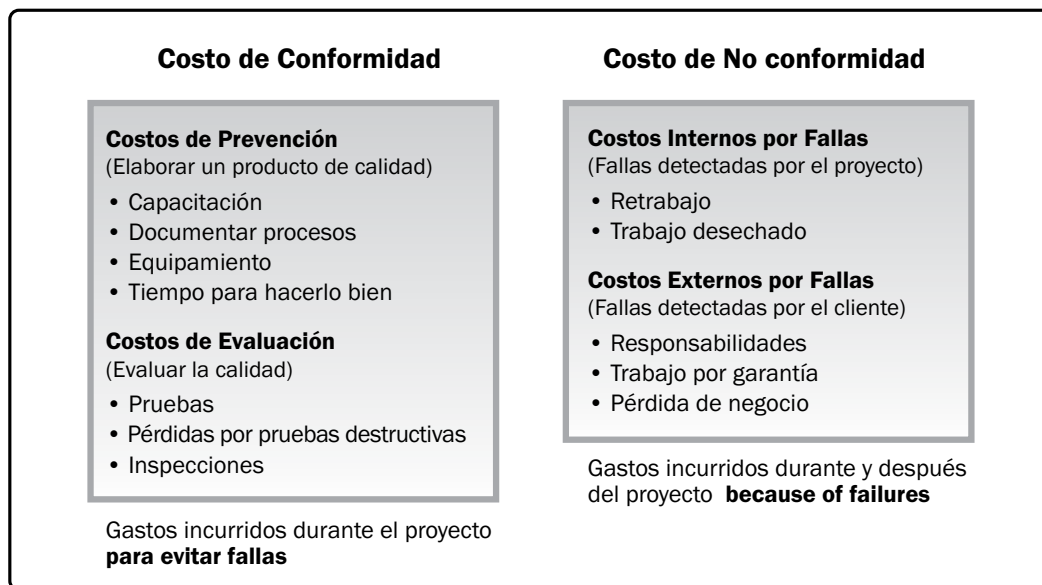 Costo de Conformidad
Costos de Prevención
(Elaborar un producto de calidad)
• Capacitación
• Documentar procesos
• Equipamiento
• Tiempo para hacerlo bien
Costos de Evaluación
(Evaluar la calidad)
• Pruebas
• Pérdidas por pruebas destructivas
• Inspecciones
Gastos incurridos durante el proyecto
para evitar fallas
Costo de No conformidad
Costos Internos por Fallas
(Fallas detectadas por el proyecto)
• Retrabajo
• Trabajo desechado
Costos Externos por Fallas
(Fallas detectadas por el cliente)
• Responsabilidades
• Trabajo por garantía
• Pérdida de negocio
Gastos incurridos durante y después
del proyecto because of failures